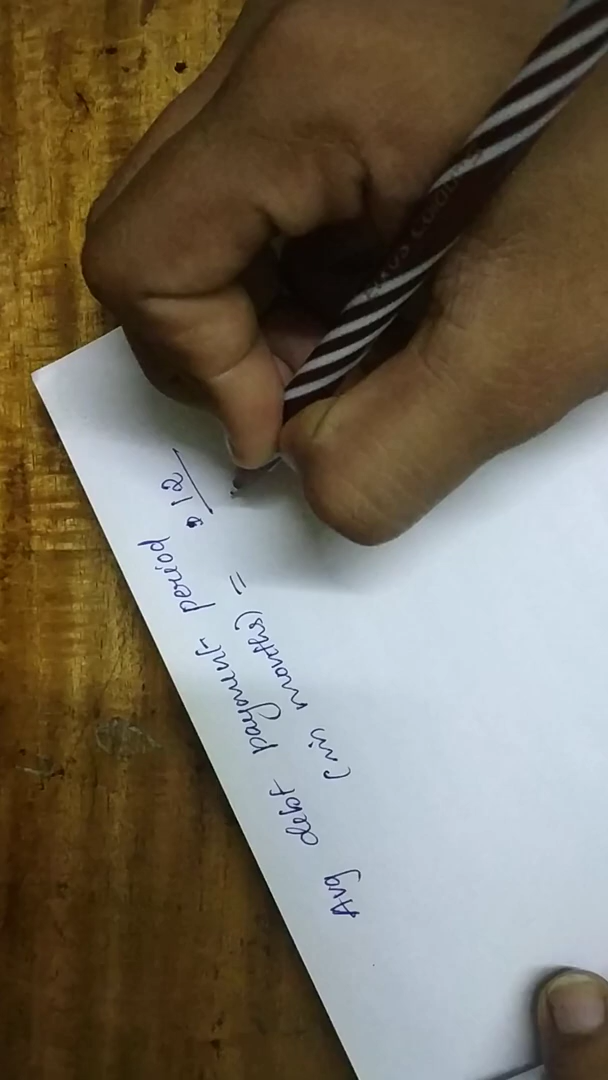 Avg debt payment period
(in months) =
12